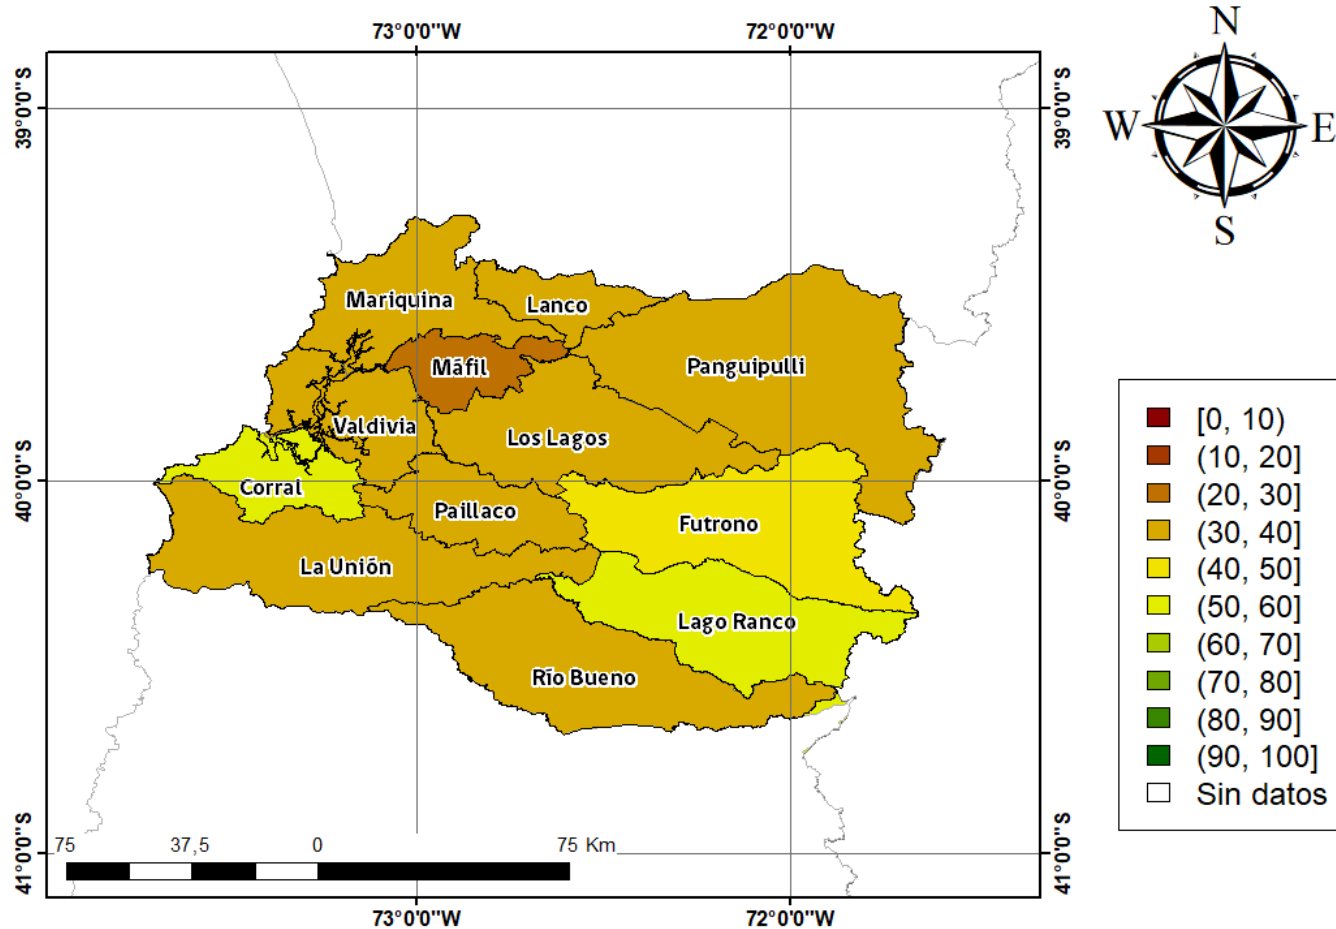 73°0'0"W 72°0'0"W
N
W E
S
39°0'0"S 39°0'0"S
Mariquina
Lanco
Máfil
Panguipulli
Valdivia
Los Lagos
40°0'0"S 40°0'0"S
Corral
Paillaco
Futrono
La Unión
Lago Ranco
Río Bueno
[0, 10)
(10, 20]
(20, 30]
(30, 40]
(40, 50]
(50, 60]
(60, 70]
(70, 80]
(80, 90]
(90, 100]
Sin datos
75 37,5 0 75 Km
41°0'0"S 41°0'0"S
73°0'0"W 72°0'0"W